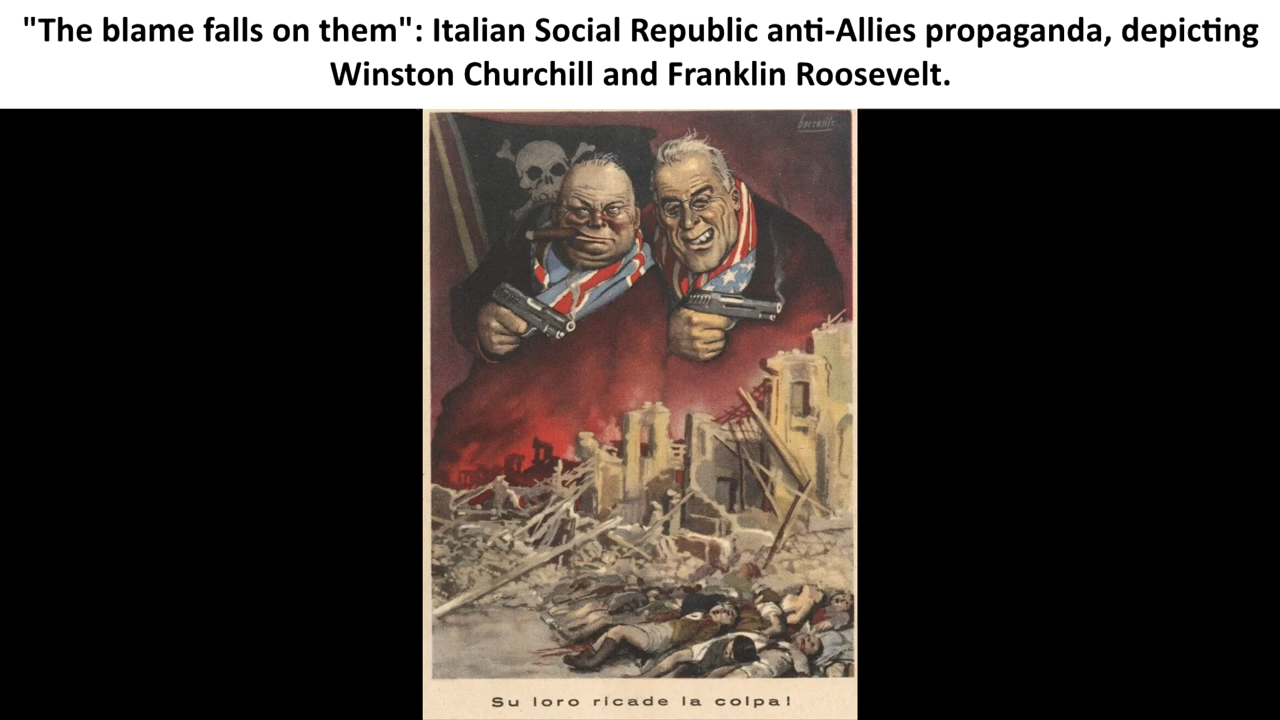 "The blame falls on them": Italian Social Republic anti-Allies propaganda, depicting
Winston Churchill and Franklin Roosevelt.
boccasile
Su loro ricade la colpa!